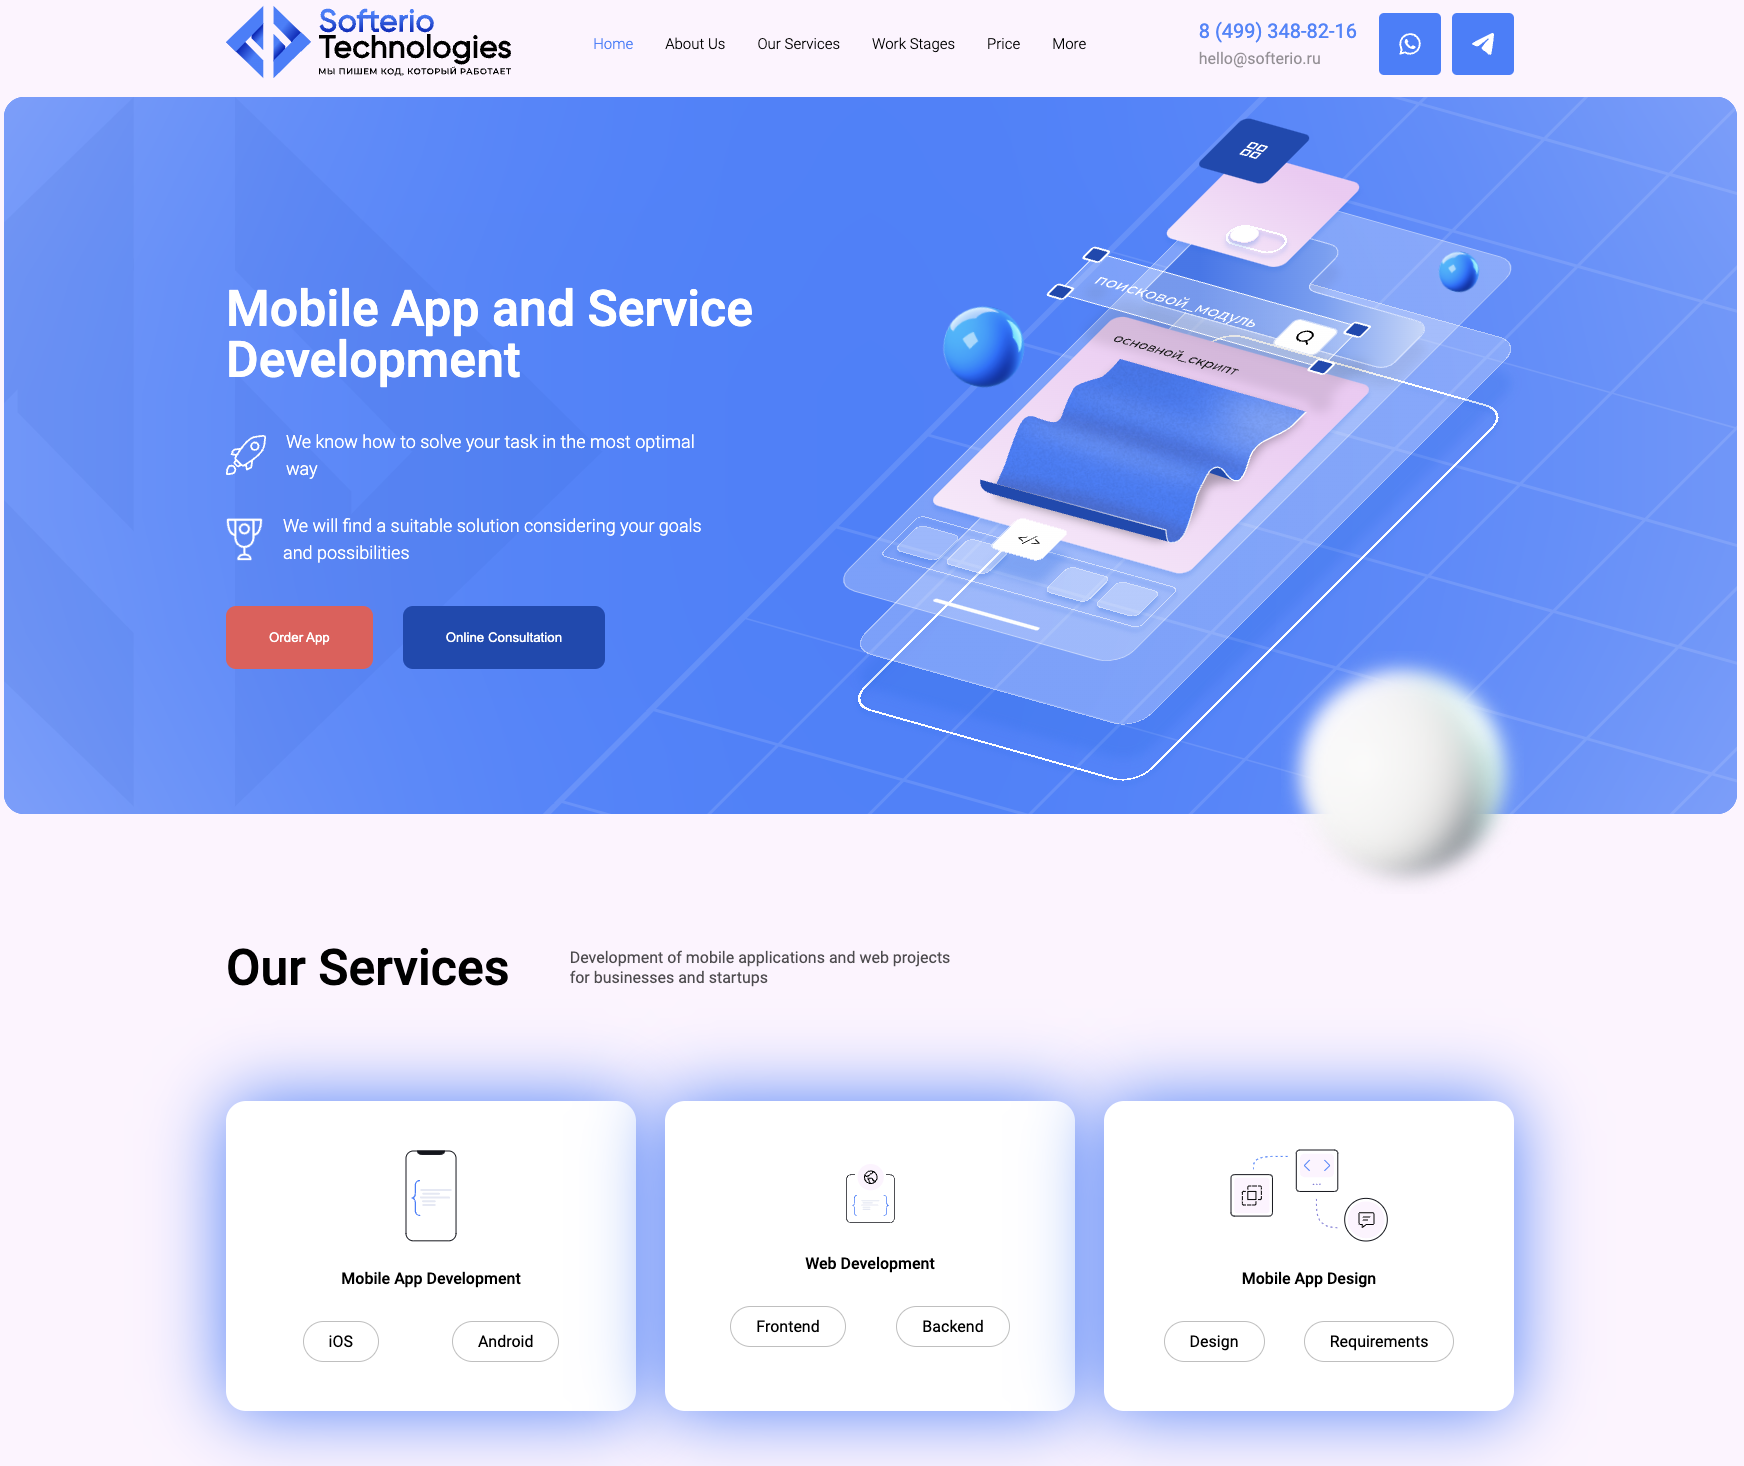 Softerio
Technologies
МЫ ПИШЕМ КОД, КОТОРЫЙ РАБОТАЕТ
Home
About Us
Our Services
Work Stages
Price
More
8 (499) 348-82-16
hello@softerio.ru
Mobile App and Service
Development
We know how to solve your task in the most optimal
way
We will find a suitable solution considering your goals
and possibilities
Order App
Online Consultation
поисковой_модуль
основной_скрипт
</>
Our Services
Development of mobile applications and web projects
for businesses and startups
Mobile App Development
iOS
Android
Web Development
Frontend
Backend
Mobile App Design
Design
Requirements